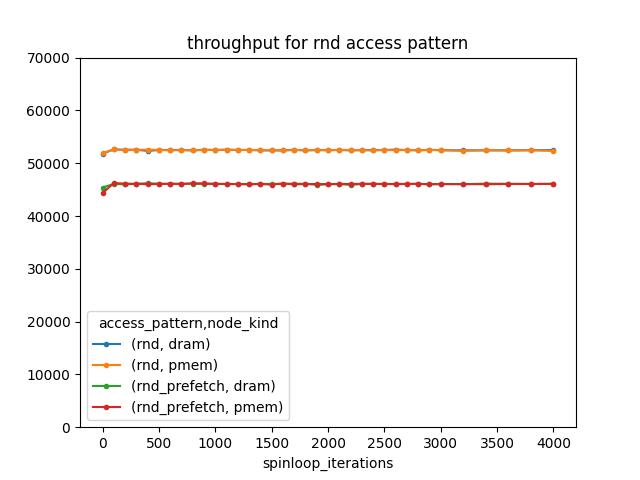 throughput for rnd access pattern
70000
60000
50000
40000
30000
20000
10000
0
access_pattern,node_kind
(rnd, dram)
(rnd, pmem)
(rnd_prefetch, dram)
(rnd_prefetch, pmem)
0 500 1000 1500 2000 2500 3000 3500 4000
spinloop_iterations